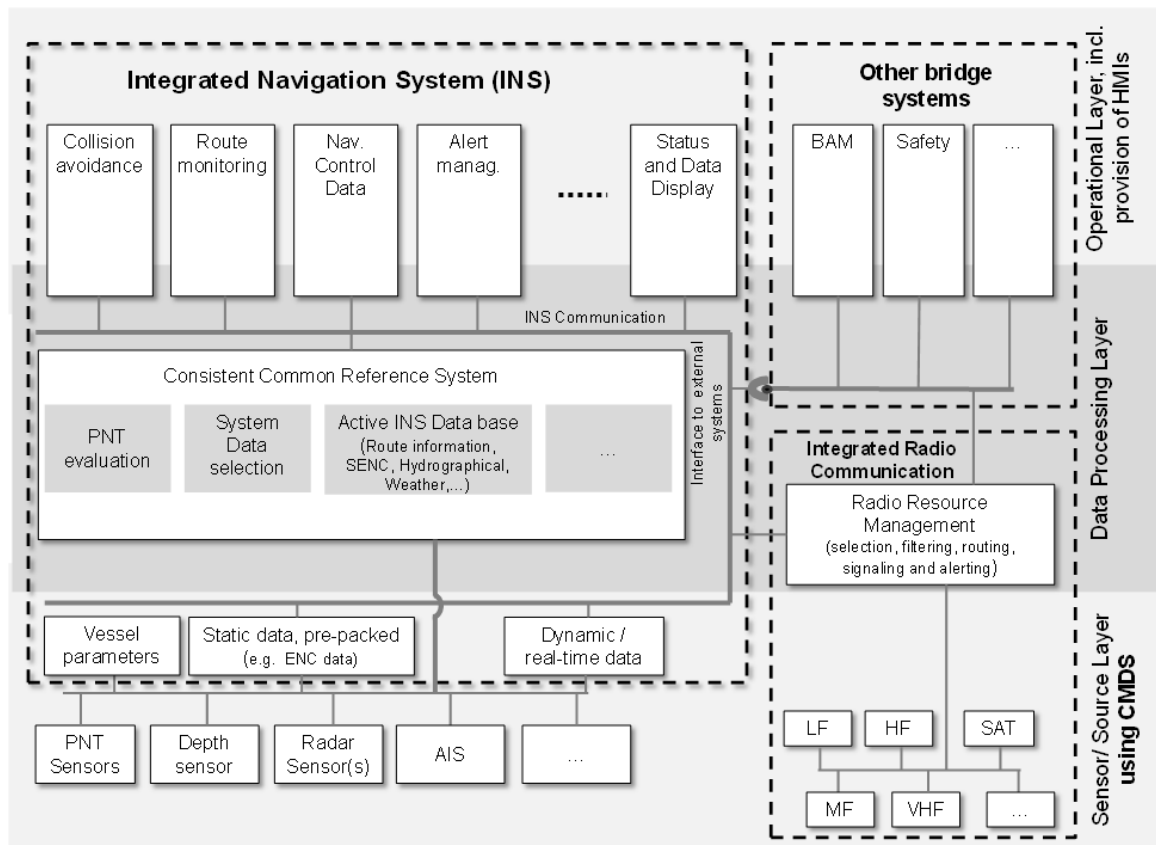 Integrated Navigation System (INS)
Collision
avoidance
Route
monitoring
Nav.
Control
Data
Alert
manag.
......
Status
and Data
Display
INS Communication
Consistent Common Reference System
PNT
evaluation
System
Data
selection
Active INS Data base
(Route information,
SENC, Hydrographical,
Weather,...)
...
Interface to external
systems
Vessel
parameters
Static data, pre-packed
(e.g. ENC data)
Dynamic /
real-time data
PNT
Sensors
Depth
sensor
Radar
Sensor(s)
AIS
...
Other bridge
systems
BAM
Safety
...
Integrated Radio
Communication
Radio Resource
Management
(selection, filtering, routing,
signaling and alerting)
LF
HF
SAT
MF
VHF
...
Operational Layer, incl.
provision of HMIs
Data Processing Layer
Sensor/ Source Layer
using CMDS